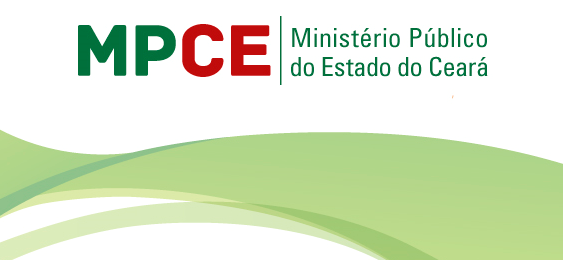 MPCE
Ministério Público
do Estado do Ceará